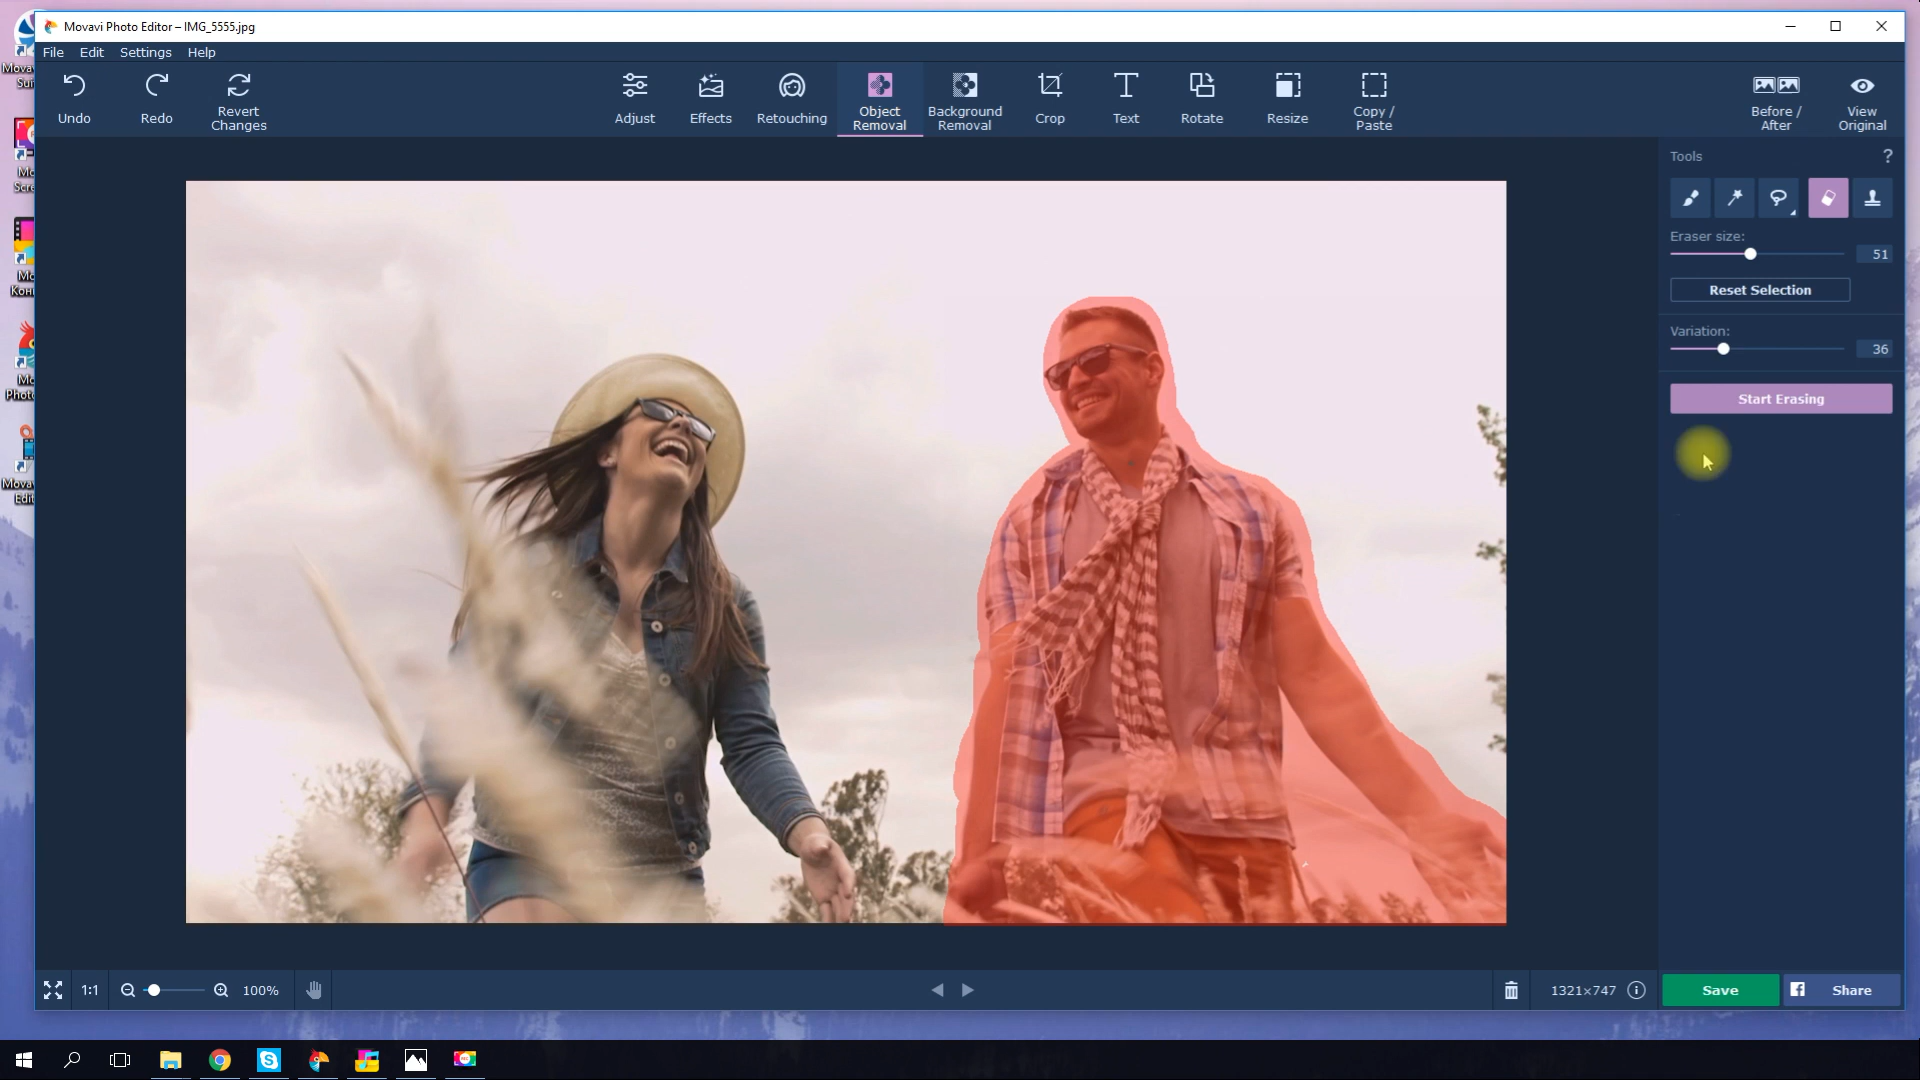 Movavi Photo Editor – IMG_5555.jpg
File Edit Settings Help
Undo
Redo
Revert
Changes
Adjust
Effects
Retouching
Object
Removal
Background
Removal
Crop
Text
Rotate
Resize
Copy /
Paste
Before /
After
View
Original
Tools
?
Eraser size:
51
Reset Selection
Variation:
36
Start Erasing
1:1
100%
1321×747
Save
Share